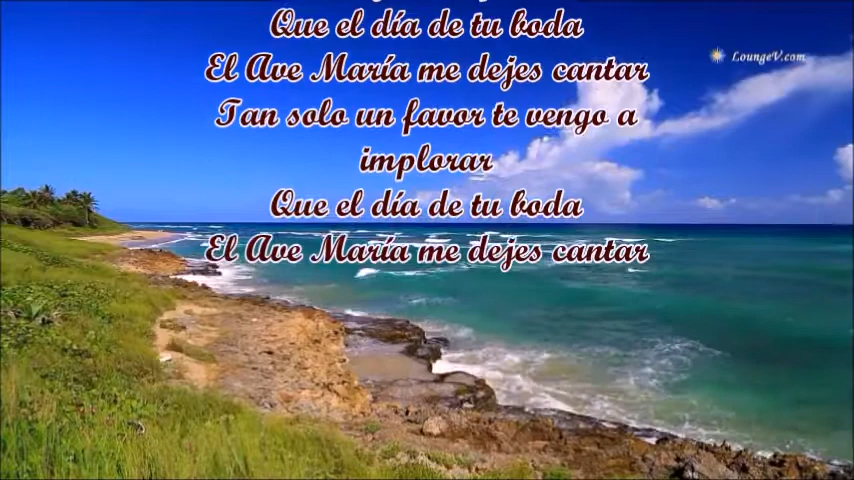 Que el día de tu boda
El Ave María me dejes cantar
LoungeV.com
Tan solo un favor te vengo a
implorar
Que el día de tu boda
El Ave María me dejes cantar